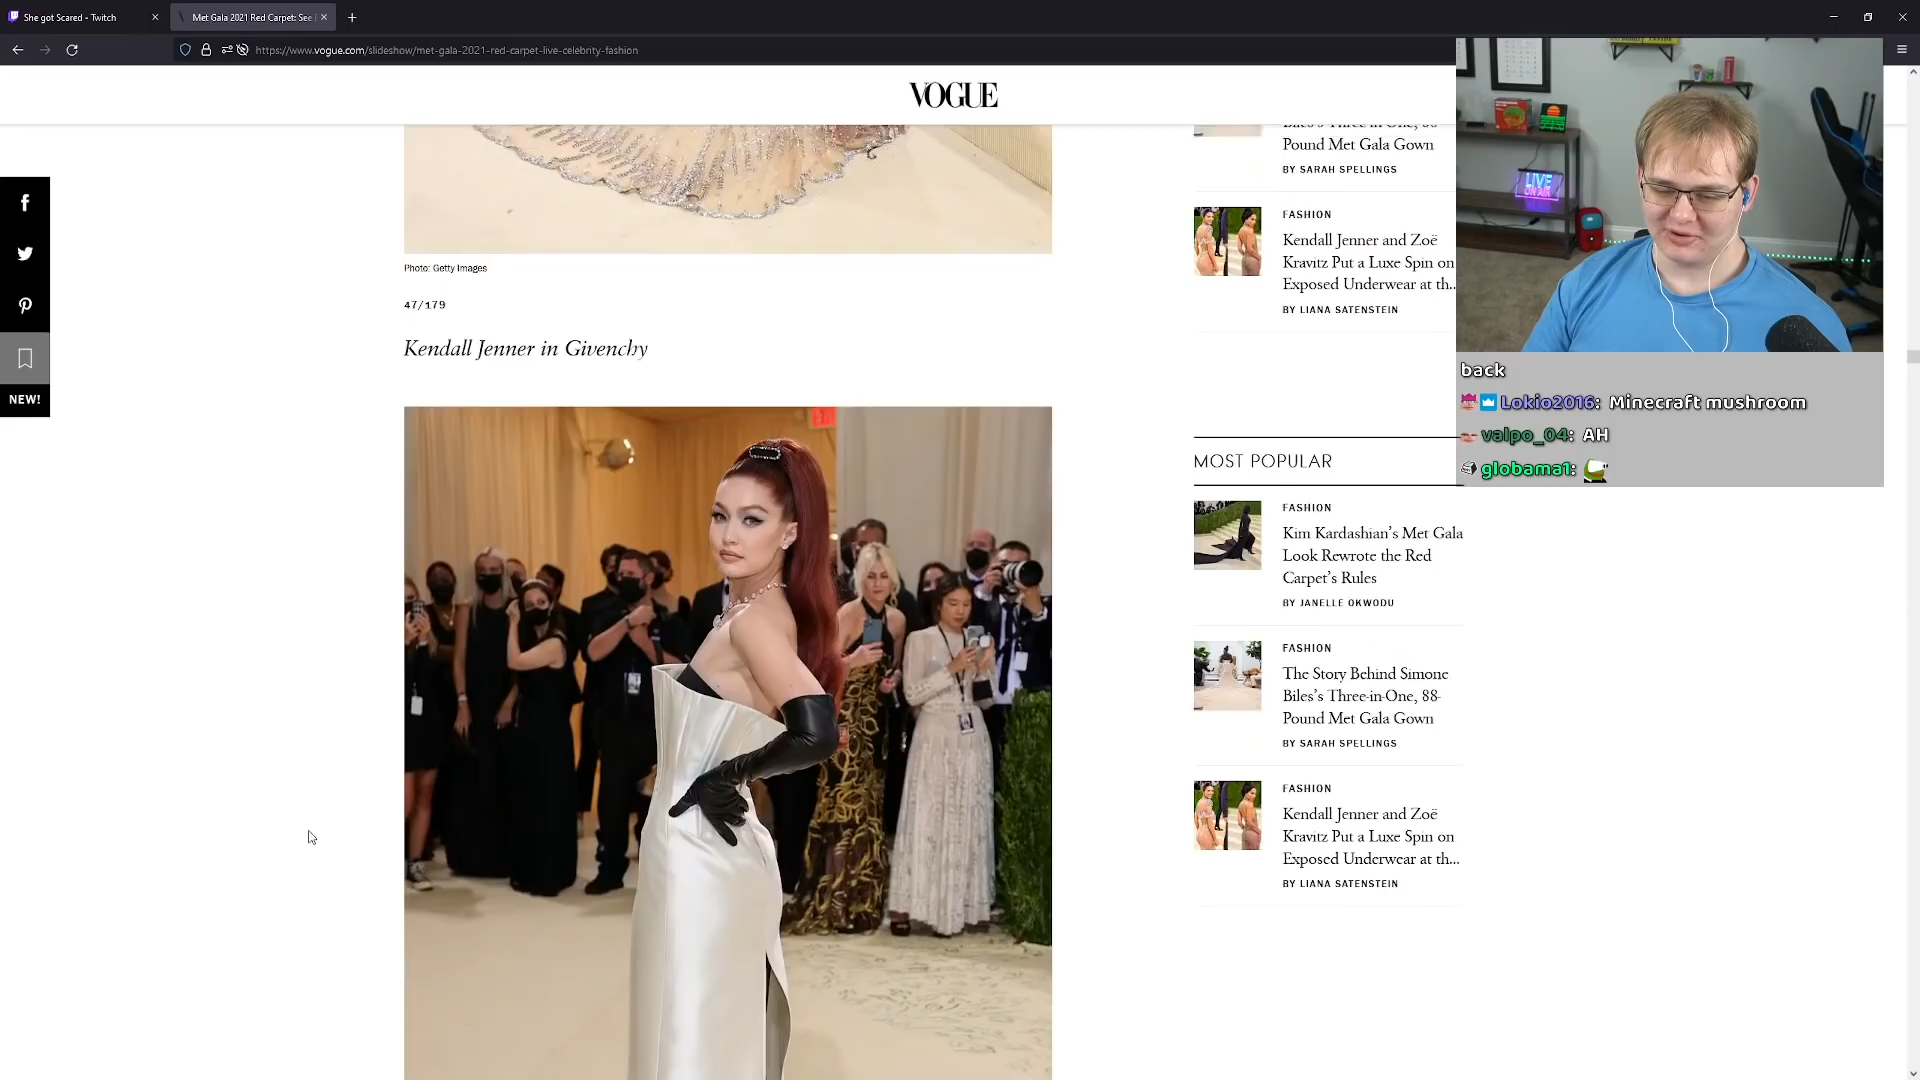 She got Scared - Twitch
Met Gala 2021 Red Carpet: See
https://www.vogue.com/slideshow/met-gala-2021-red-carpet-live-celebrity-fashion
VOGUE
Pound Met Gala Gown
BY SARAH SPELLINGS
FASHION
Kendall Jenner and Zoë
Kravitz Put a Luxe Spin on
Exposed Underwear at th...
BY LIANA SATENSTEIN
Photo: Getty Images
47/179
Kendall Jenner in Givenchy
NEW!
MOST POPULAR
FASHION
Kim Kardashian’s Met Gala
Look Rewrote the Red
Carpet’s Rules
BY JANELLE OKWODU
FASHION
The Story Behind Simone
Biles’s Three-in-One, 88-
Pound Met Gala Gown
BY SARAH SPELLINGS
FASHION
Kendall Jenner and Zoë
Kravitz Put a Luxe Spin on
Exposed Underwear at th...
BY LIANA SATENSTEIN
LIVE
ON AIR
back
Lokio2016: Minecraft mushroom
valpo_04: AH
globama1: